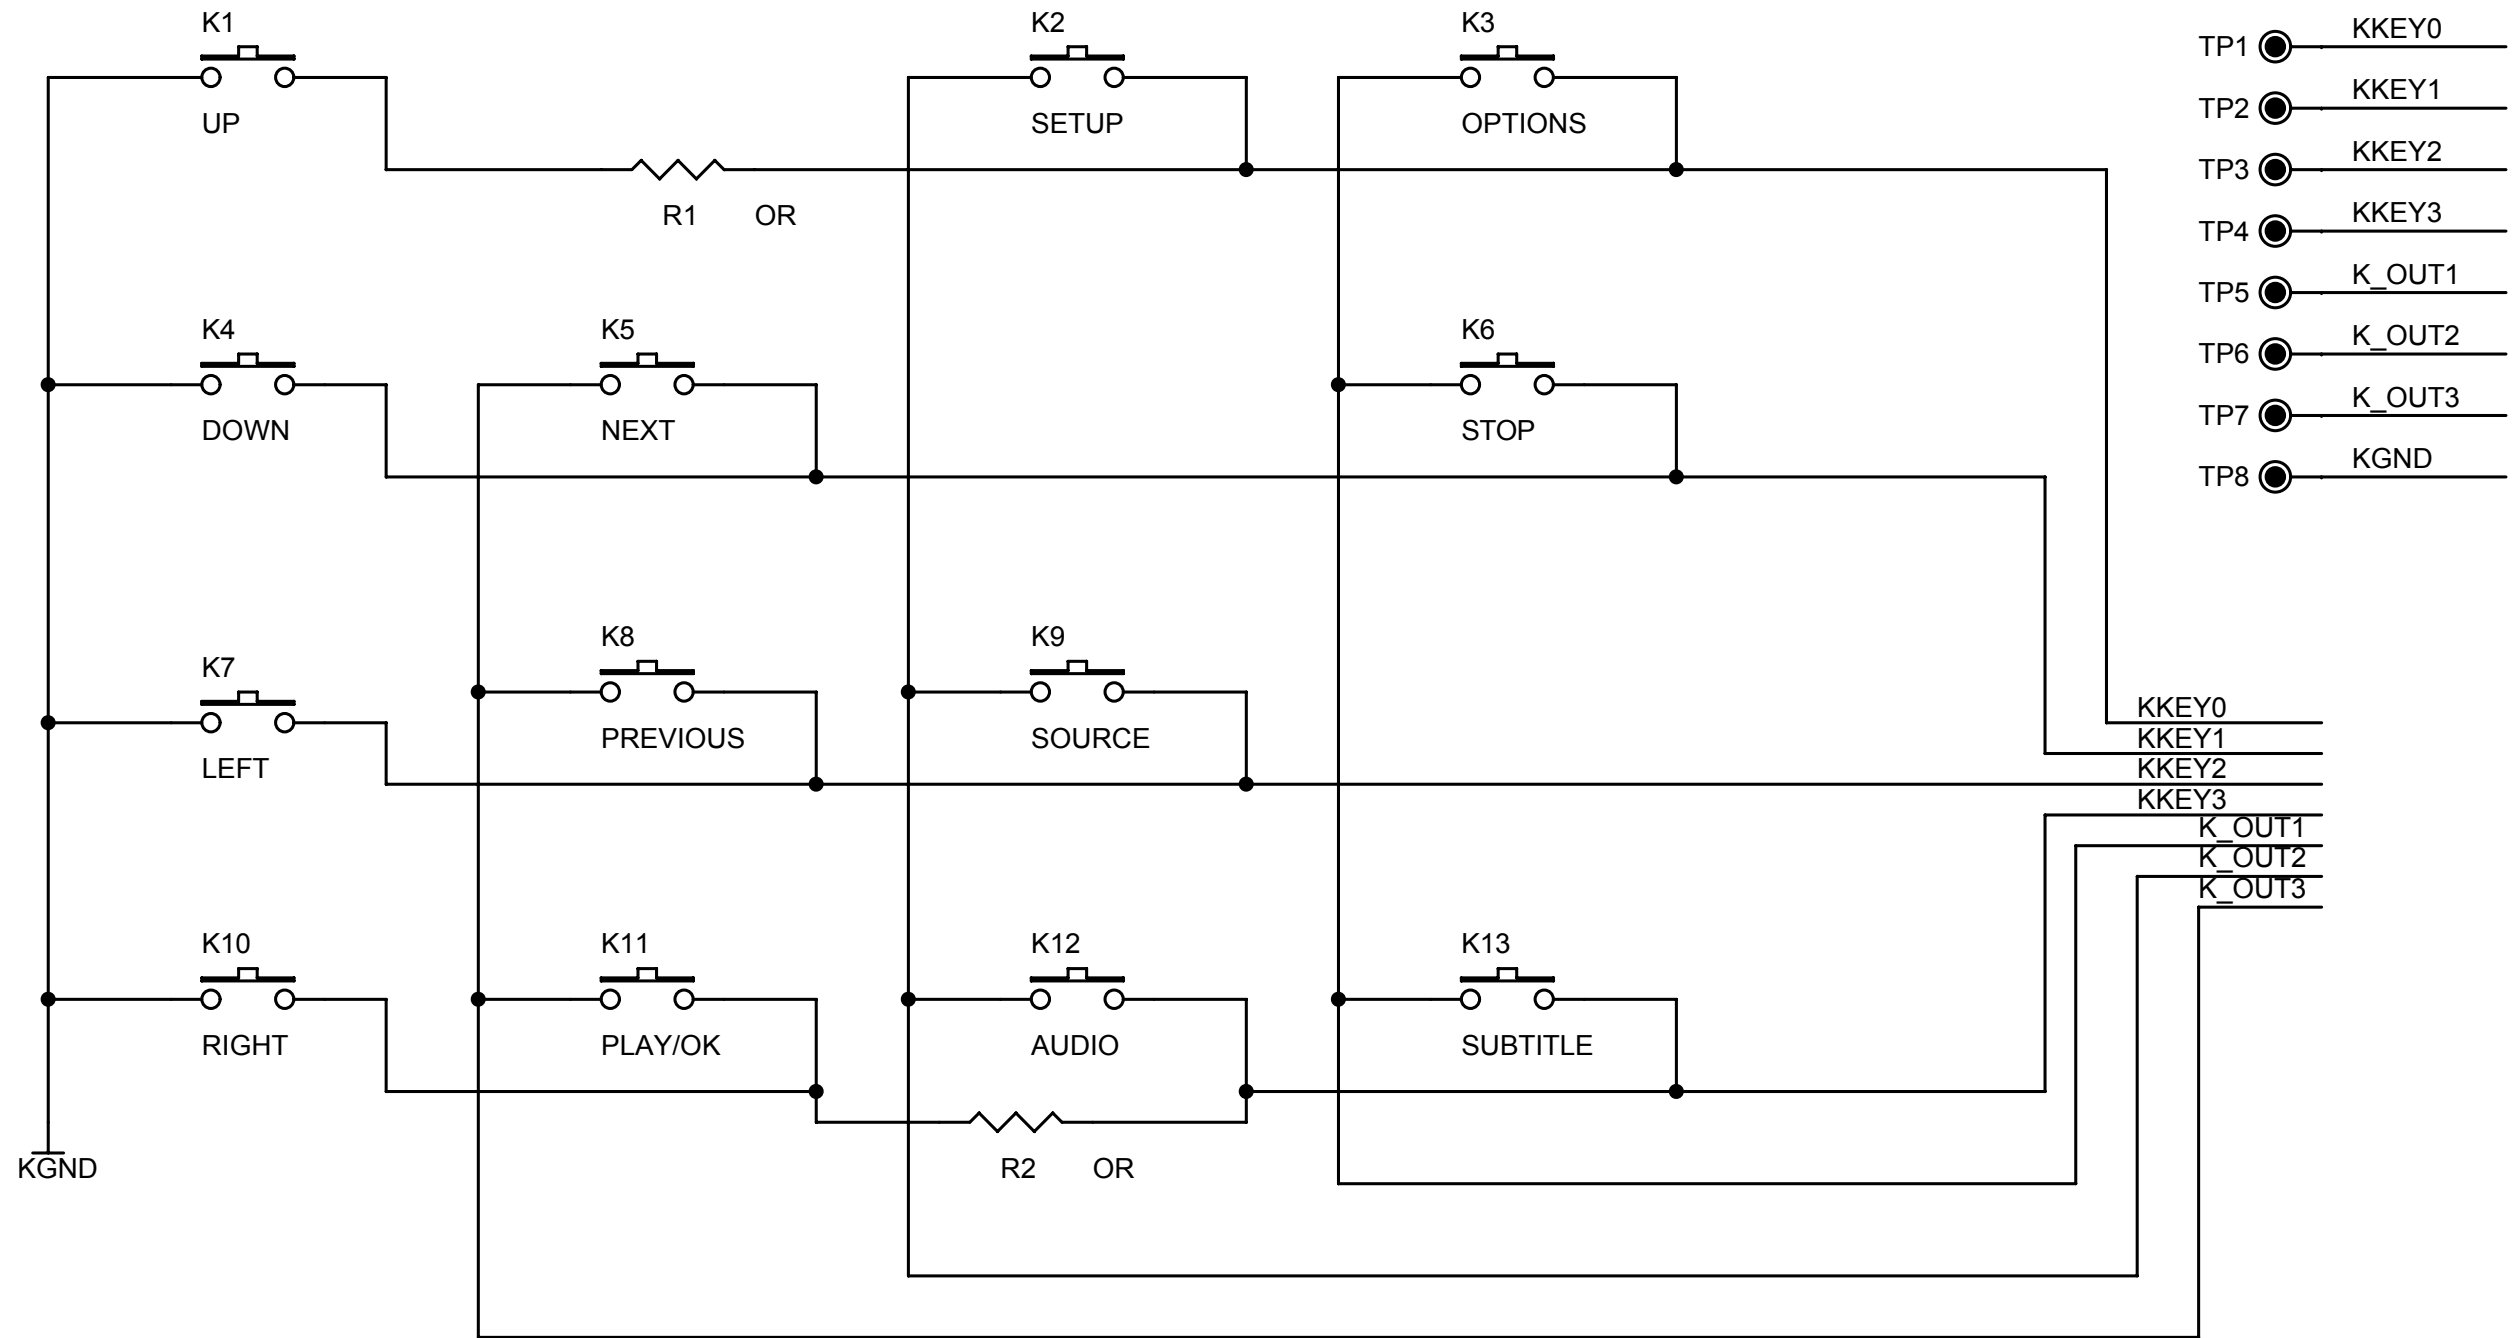 K1
K2
K3
TP1 KKEY0
UP
SETUP
OPTIONS
TP2 KKEY1
TP3 KKEY2
R1 OR
TP4 KKEY3
TP5 K_OUT1
K4
K5
K6
TP6 K_OUT2
DOWN
NEXT
STOP
TP7 K_OUT3
TP8 KGND
K7
K8
K9
LEFT
PREVIOUS
SOURCE
KKEY0
KKEY1
KKEY2
KKEY3
K_OUT1
K_OUT2
K_OUT3
K10
K11
K12
K13
RIGHT
PLAY/OK
AUDIO
SUBTITLE
KGND
R2 OR